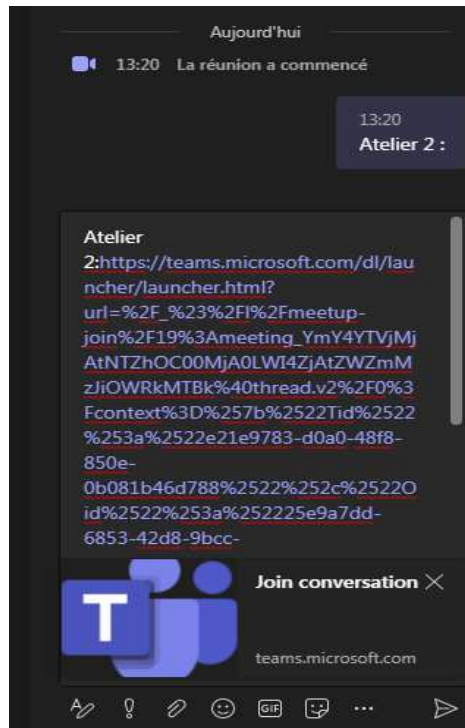 Aujourd'hui
13:20 La réunion a commencé
13:20
Atelier 2 :
Atelier
2:https://teams.microsoft.com/dl/lau
ncher/launcher.html?
url=%2F_%23%2Fl%2Fmeetup-
join%2F19%3Ameeting_YmY4YTVjMj
AtNTZhOC00MjA0LWI4ZjAtZWZmM
zJiOWRkMTBk%40thread.v2%2F0%3
Fcontext%3D%257b%2522Tid%2522
%253a%2522e21e9783-d0a0-48f8-
850e-
0b081b46d788%2522%252c%2522O
id%2522%253a%252225e9a7dd-
6853-42d8-9bcc-
T
Join conversation
teams.microsoft.com
GIF